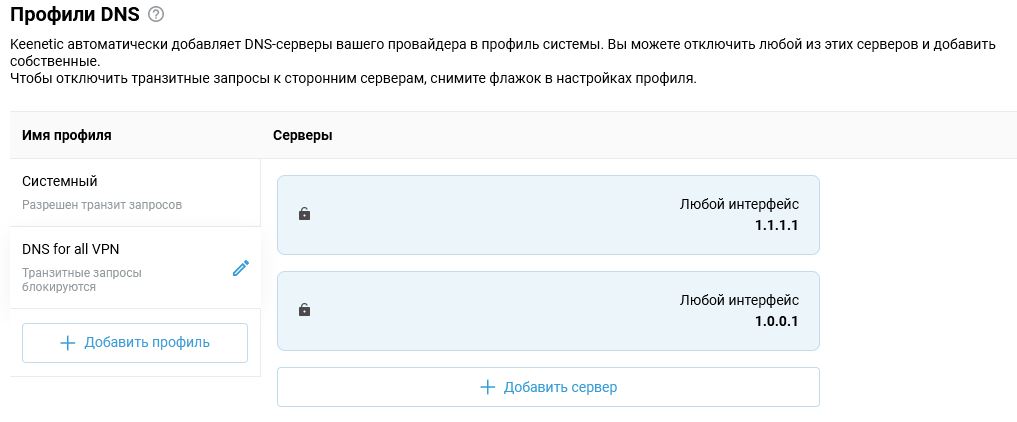 Профили DNS
Keenetic автоматически добавляет DNS-серверы вашего провайдера в профиль системы. Вы можете отключить любой из этих серверов и добавить
собственные.
Чтобы отключить транзитные запросы к сторонним серверам, снимите флажок в настройках профиля.
Имя профиля
Серверы
Системный
Разрешен транзит запросов
DNS for all VPN
Транзитные запросы
блокируются
Добавить профиль
Любой интерфейс
1.1.1.1
Любой интерфейс
1.0.0.1
Добавить сервер